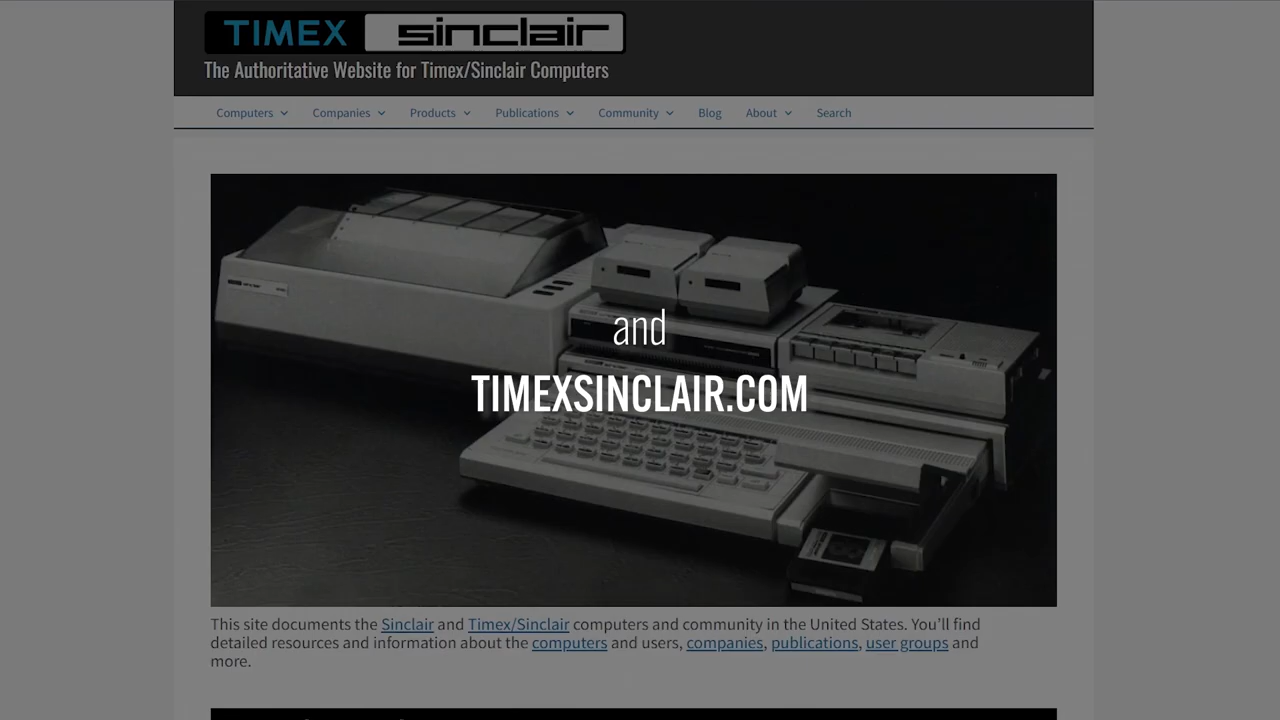 TIMEX sinclair
The Authoritative Website for Timex/Sinclair Computers
Computers Companies Products Publications Community Blog About Search
and
TIMEXSINCLAIR.COM
This site documents the Sinclair and Timex/Sinclair computers and community in the United States. You'll find
detailed resources and information about the computers and users, companies, publications, user groups and
more.